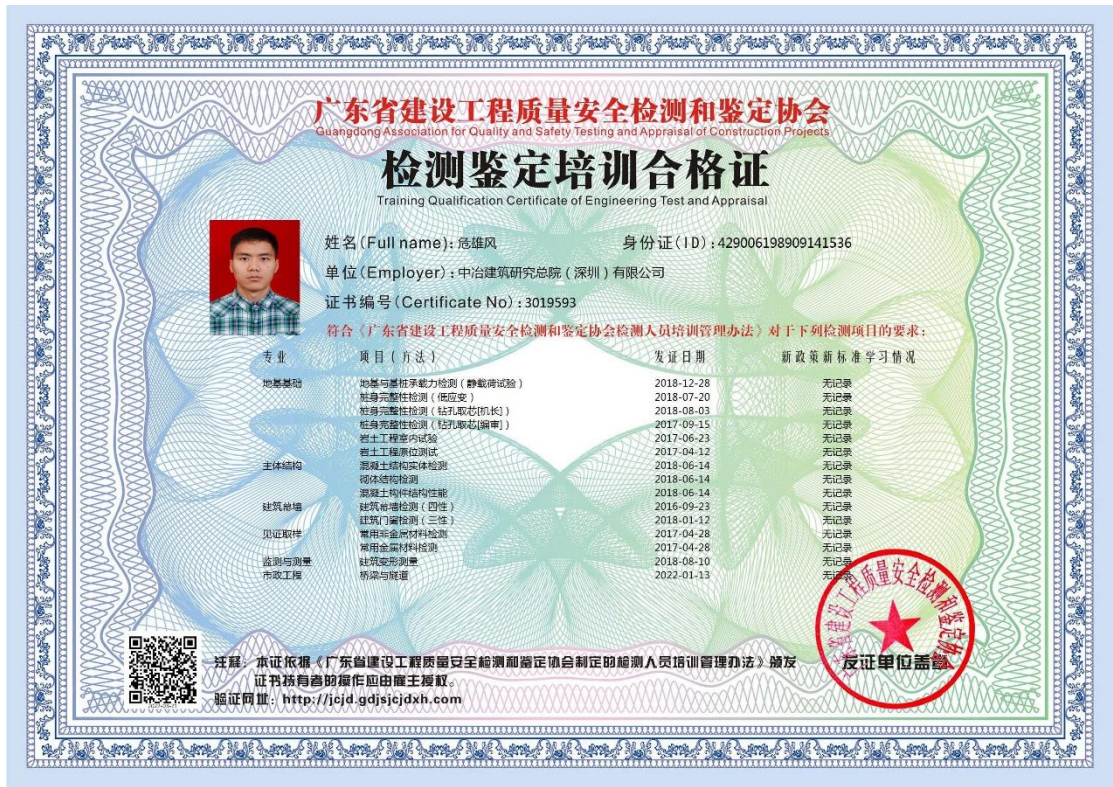 广东省建设工程质量安全检测和鉴定协会
Guangdong Association for Quality and Safety Testing and Appraisal of Construction Projects
检测鉴定培训合格证
Training Qualification Certificate of Engineering Test and Appraisal
姓名(Full name)：危雄风 身份证(ID)：429006198909141536
单位(Employer)：中冶建筑研究总院（深圳）有限公司
证书编号(Certificate No)：3019593
符合《广东省建设工程质量安全检测和鉴定协会检测人员培训管理办法》对于下列检测项目的要求：
专业 项目（方法） 发证日期 新政策新标准学习情况
地基基础 地基与基桩承载力检测（静载荷试验） 2018-12-28 无记录
桩身完整性检测（低应变） 2018-07-20 无记录
桩身完整性检测（钻孔取芯[机长]） 2018-08-03 无记录
桩身完整性检测（钻孔取芯[编审]） 2017-09-15 无记录
岩土工程室内试验 2017-06-23 无记录
岩土工程原位测试 2017-04-12 无记录
主体结构 混凝土结构实体检测 2018-06-14 无记录
砌体结构检测 2018-06-14 无记录
混凝土构件结构性能 2018-06-14 无记录
建筑幕墙 建筑幕墙检测（四性） 2016-09-23 无记录
建筑门窗检测（三性） 2018-01-12 无记录
见证取样 常用非金属材料检测 2017-04-28 无记录
常用金属材料检测 2017-04-28 无记录
监测与测量 建筑变形测量 2018-08-10 无记录
市政工程 桥梁与隧道 2022-01-13 无记录
注释：本证依据《广东省建设工程质量安全检测和鉴定协会制定的检测人员培训管理办法》颁发
证书持有者的操作应由雇主授权。
验证网址：http://jcjd.gdjsjcjdxh.com
发证单位盖章
广东省建设工程质量安全检测和鉴定协会